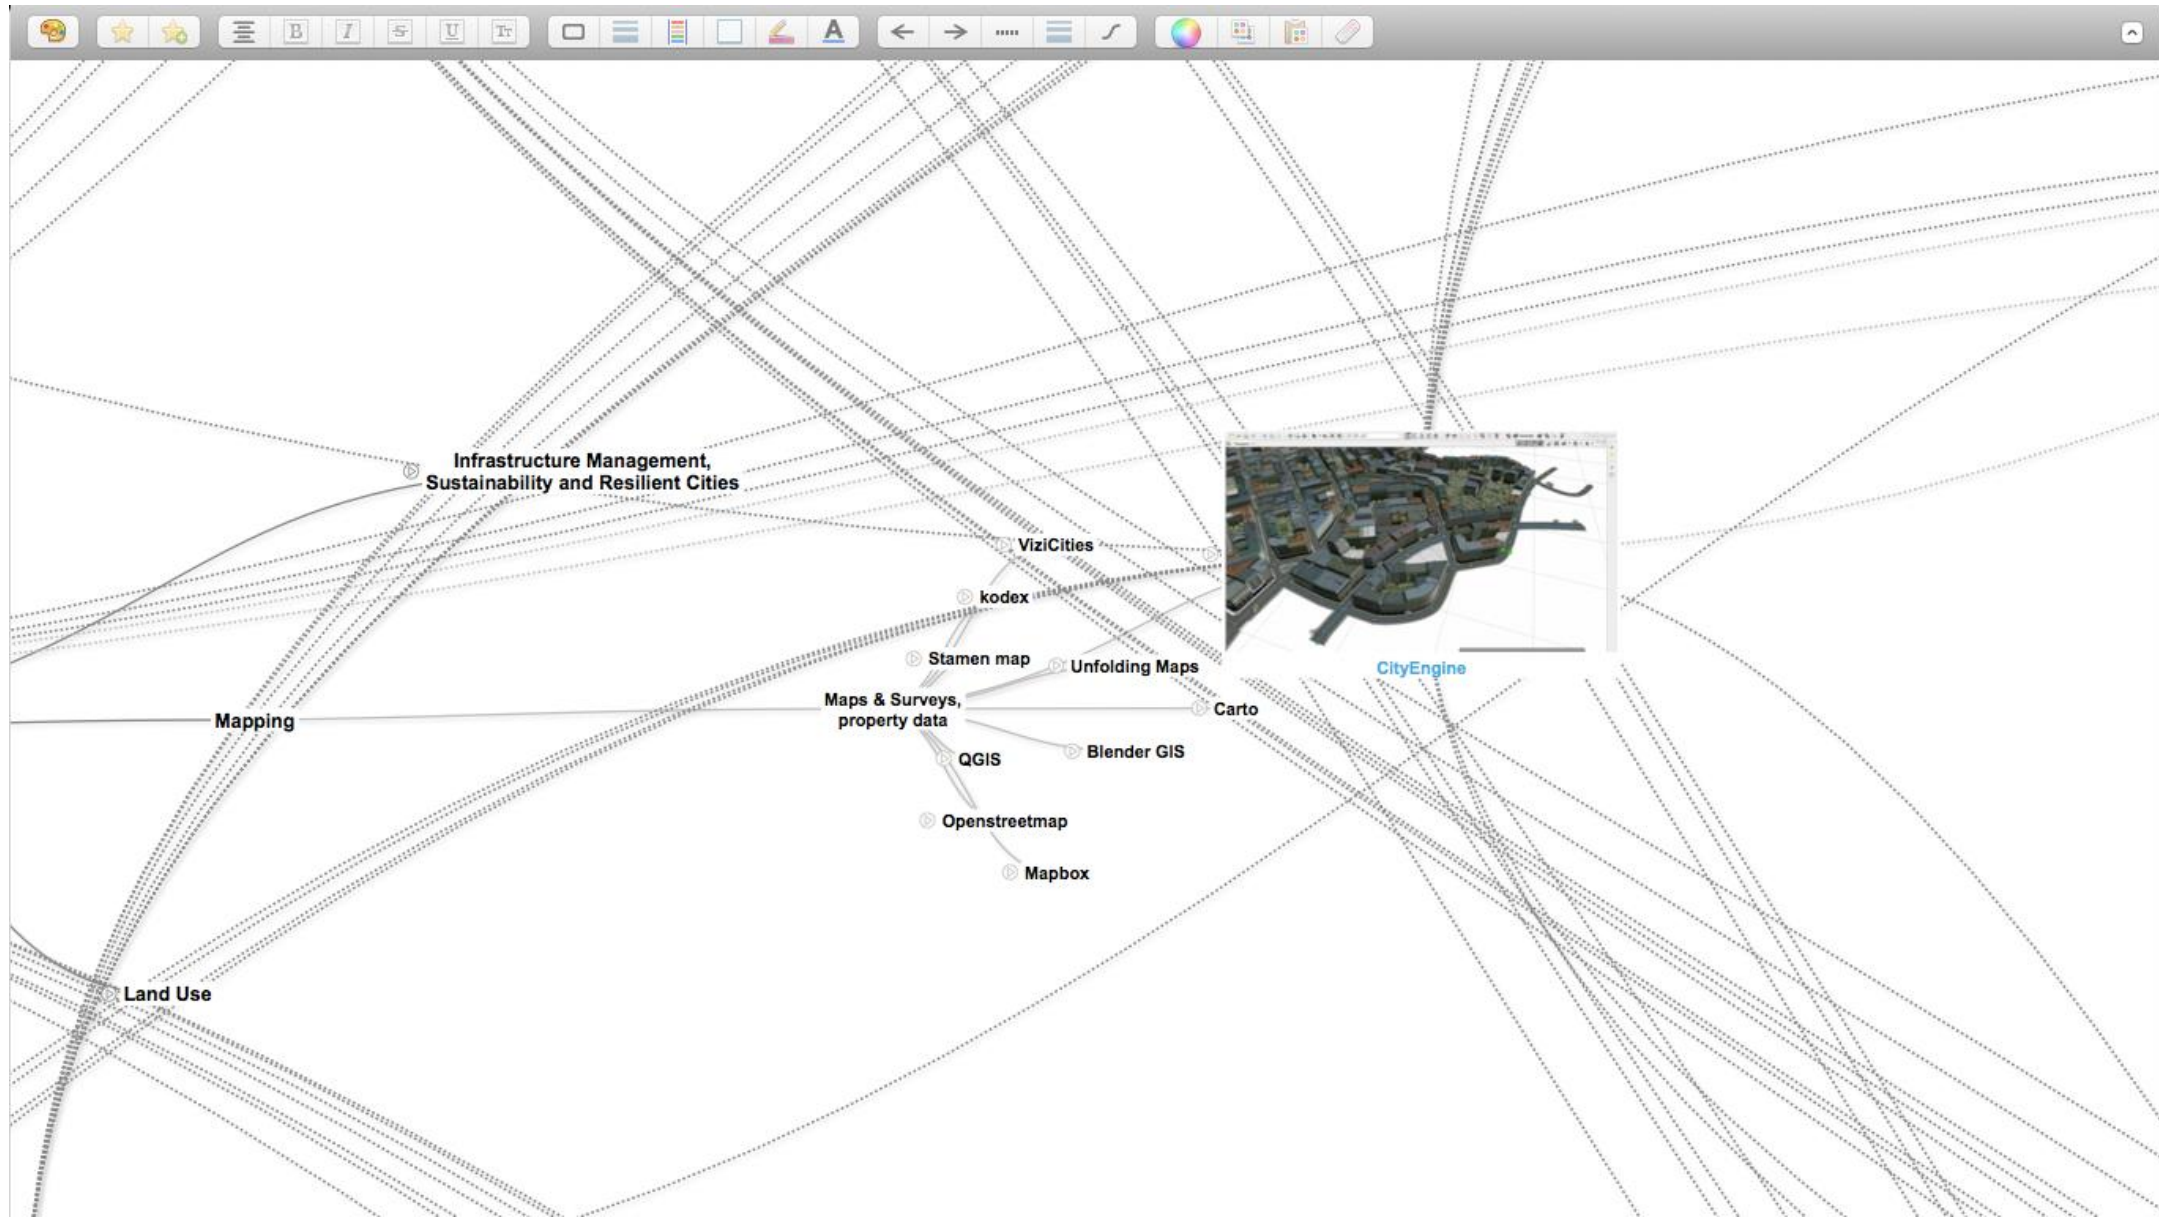 B I S U TT
A
Infrastructure Management,
Sustainability and Resilient Cities
ViziCities
kodex
Stamen map
Unfolding Maps
CityEngine
Maps & Surveys,
property data
Mapping
Carto
Blender GIS
QGIS
Openstreetmap
Mapbox
Land Use